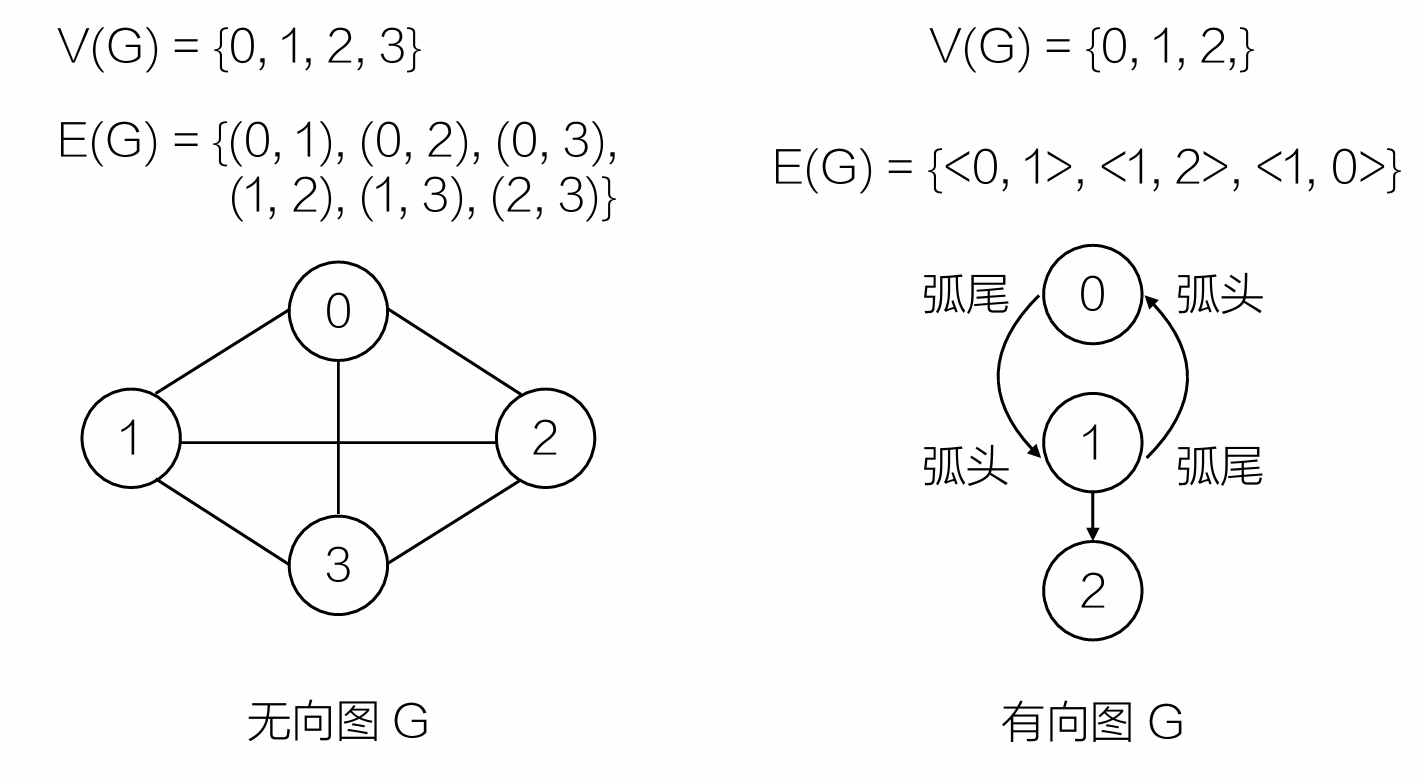 V(G) = {0, 1, 2, 3}
E(G) = {(0, 1), (0, 2), (0, 3),
(1, 2), (1, 3), (2, 3)}
0
1
2
3
无向图 G
V(G) = {0, 1, 2,}
E(G) = {<0, 1>, <1, 2>, <1, 0>}
弧尾 0 弧头
1
弧头 弧尾
2
有向图 G